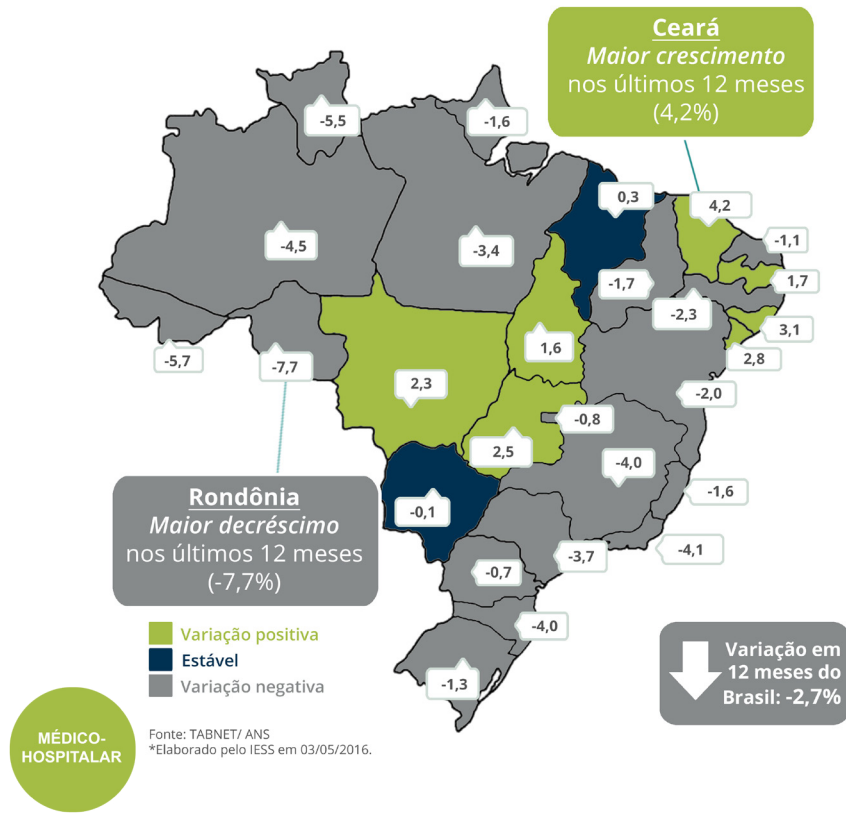 Ceará
Maior crescimento
nos últimos 12 meses
(4,2%)
-5,5
-1,6
0,3
4,2
-4,5
-3,4
-1,1
-1,7
1,7
-2,3
1,6
3,1
-5,7
-7,7
2,8
2,3
-2,0
-0,8
2,5
-4,0
-0,1
-1,6
-3,7
-4,1
-0,7
-4,0
-1,3
Rondônia
Maior decréscimo
nos últimos 12 meses
(-7,7%)
Variação positiva
Estável
Variação negativa
Variação em
12 meses do
Brasil: -2,7%
MÉDICO-
HOSPITALAR
Fonte: TABNET/ ANS
*Elaborado pelo IESS em 03/05/2016.